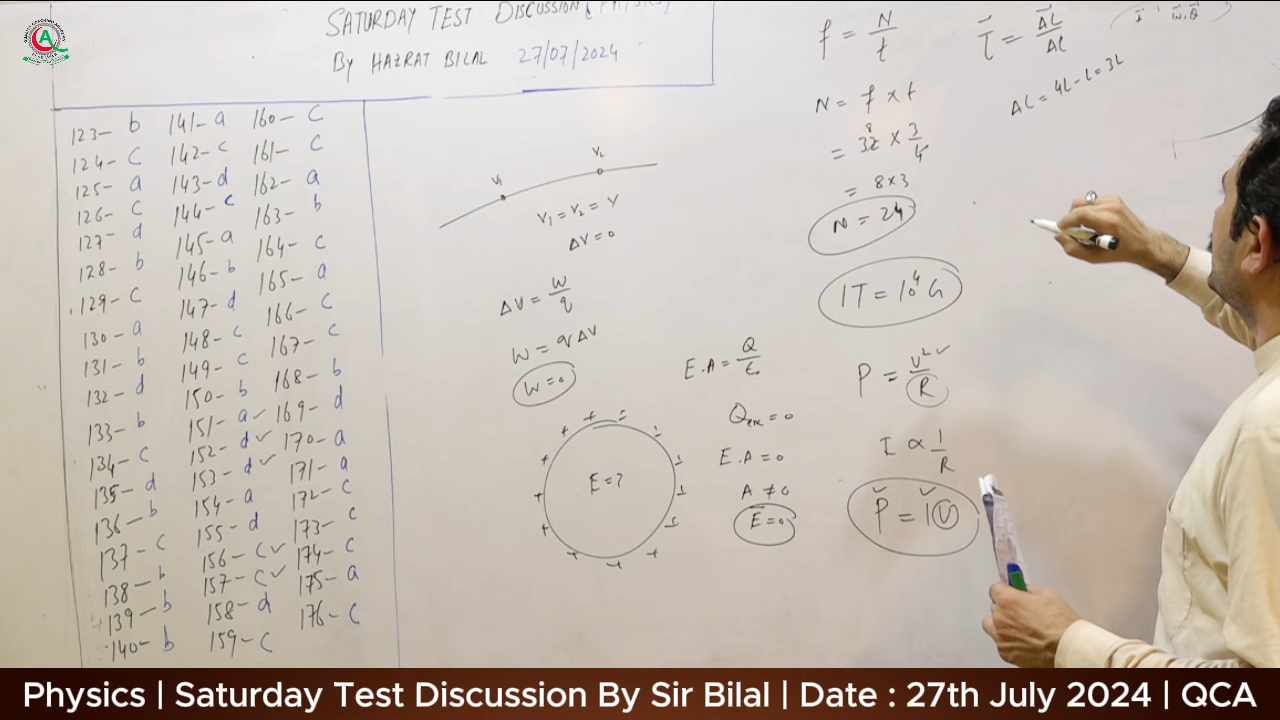 SATURDAY TEST DISCUSSION (PHYSICS)
BY HAZRAT BILAL 27/07/2024
123- b 141- a 160- C
124- C 142- c 161- C
125- a 143- d 162- a
126- C 144- c 163- b
127- d 145- a 164- C
128- b 146- b 165- a
129- C 147- d 166- C
130- a 148- c 167- C
131- b 149- C 168- b
132- d 150- b 169- d
133- b 151- a ✓ 170- a
134- C 152- d ✓ 171- a
135- d 153- d ✓ 172- C
136- b 154- a 173- c
137- C 155- d 174- C
138- b 156- C ✓ 175- a
139- b 157- C ✓ 176- C
140- b 158- d
159- C
V₁ V₂
V₁ = V₂ = V
ΔV = 0
ΔV = W/q
W = qΔV
W = 0
E = ?
E.A = Q/ε₀
Qenc = 0
E.A = 0
A ≠ 0
E = 0
f = N/t
N = f × t
= 32 8 × 3/4
= 8×3
N = 24
1T = 10⁴ G
P = V² ✓/R
I ∝ 1/R
P = IV
τ⃗ = ΔL⃗/Δt
ΔL = 4L - L = 3L
Physics | Saturday Test Discussion By Sir Bilal | Date : 27th July 2024 | QCA